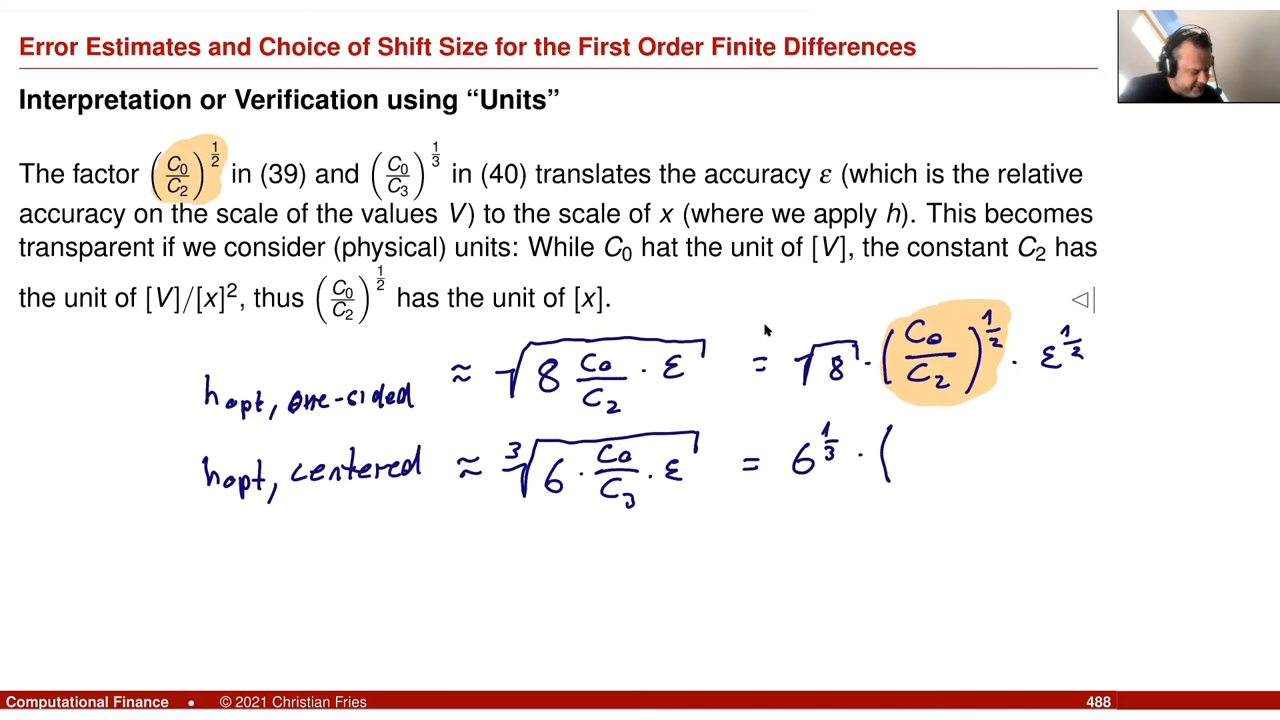 Error Estimates and Choice of Shift Size for the First Order Finite Differences
Interpretation or Verification using “Units”
The factor (C₀/C₂)^(1/2) in (39) and (C₀/C₃)^(1/3) in (40) translates the accuracy ε (which is the relative
accuracy on the scale of the values V) to the scale of x (where we apply h). This becomes
transparent if we consider (physical) units: While C₀ hat the unit of [V], the constant C₂ has
the unit of [V]/[x]², thus (C₀/C₂)^(1/2) has the unit of [x]. ◁|
h opt, one-sided ≈ √(8 C₀/C₂ · ε) = √8 · (C₀/C₂)^(1/2) · ε^(1/2)
h opt, centered ≈ ³√(6 · C₀/C₃ · ε) = 6^(1/3) · (
Computational Finance • © 2021 Christian Fries 488